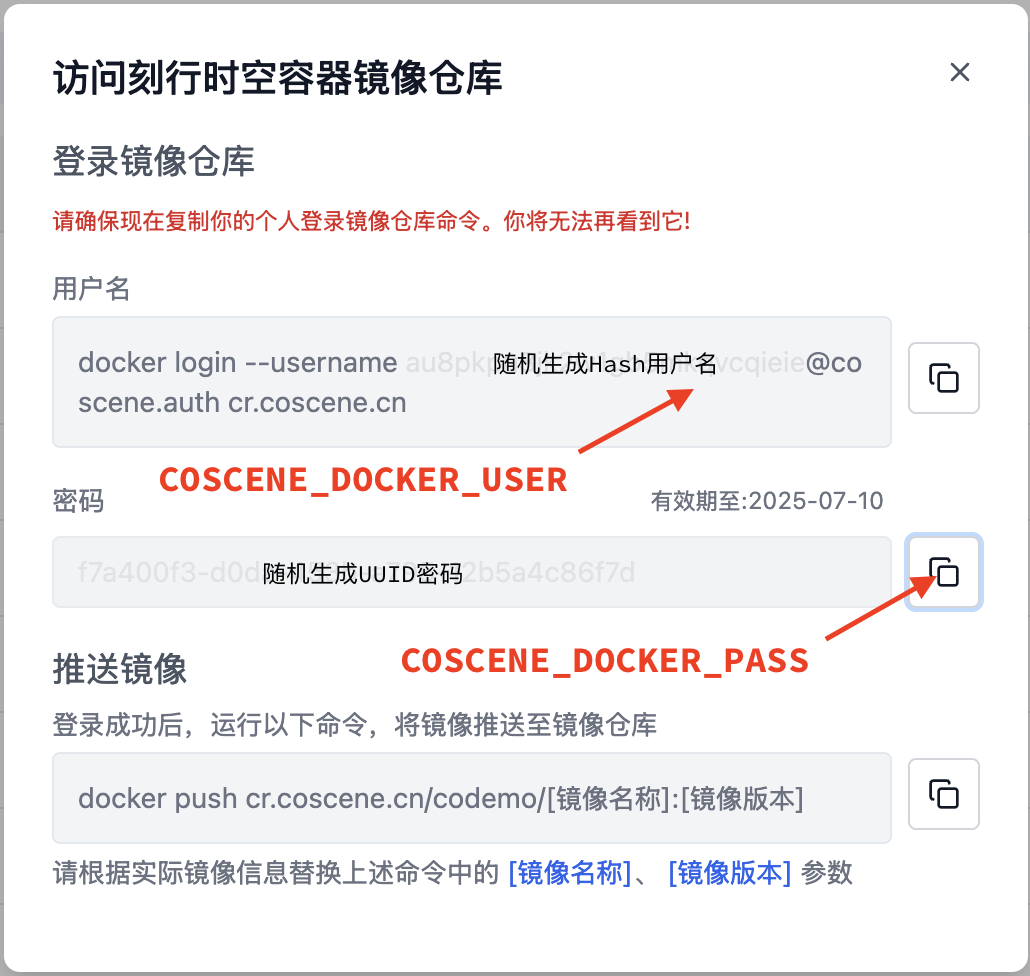 访问刻行时空容器镜像仓库
登录镜像仓库
请确保现在复制你的个人登录镜像仓库命令。你将无法再看到它!
用户名
docker login --username 随机生成Hash用户名 vcqieie@co
scene.auth cr.coscene.cn
COSCENE_DOCKER_USER
密码
有效期至:2025-07-10
f7a400f3-d0d 随机生成UUID密码 2b5a4c86f7d
COSCENE_DOCKER_PASS
推送镜像
登录成功后，运行以下命令，将镜像推送至镜像仓库
docker push cr.coscene.cn/codemo/[镜像名称]:[镜像版本]
请根据实际镜像信息替换上述命令中的 [镜像名称]、 [镜像版本] 参数